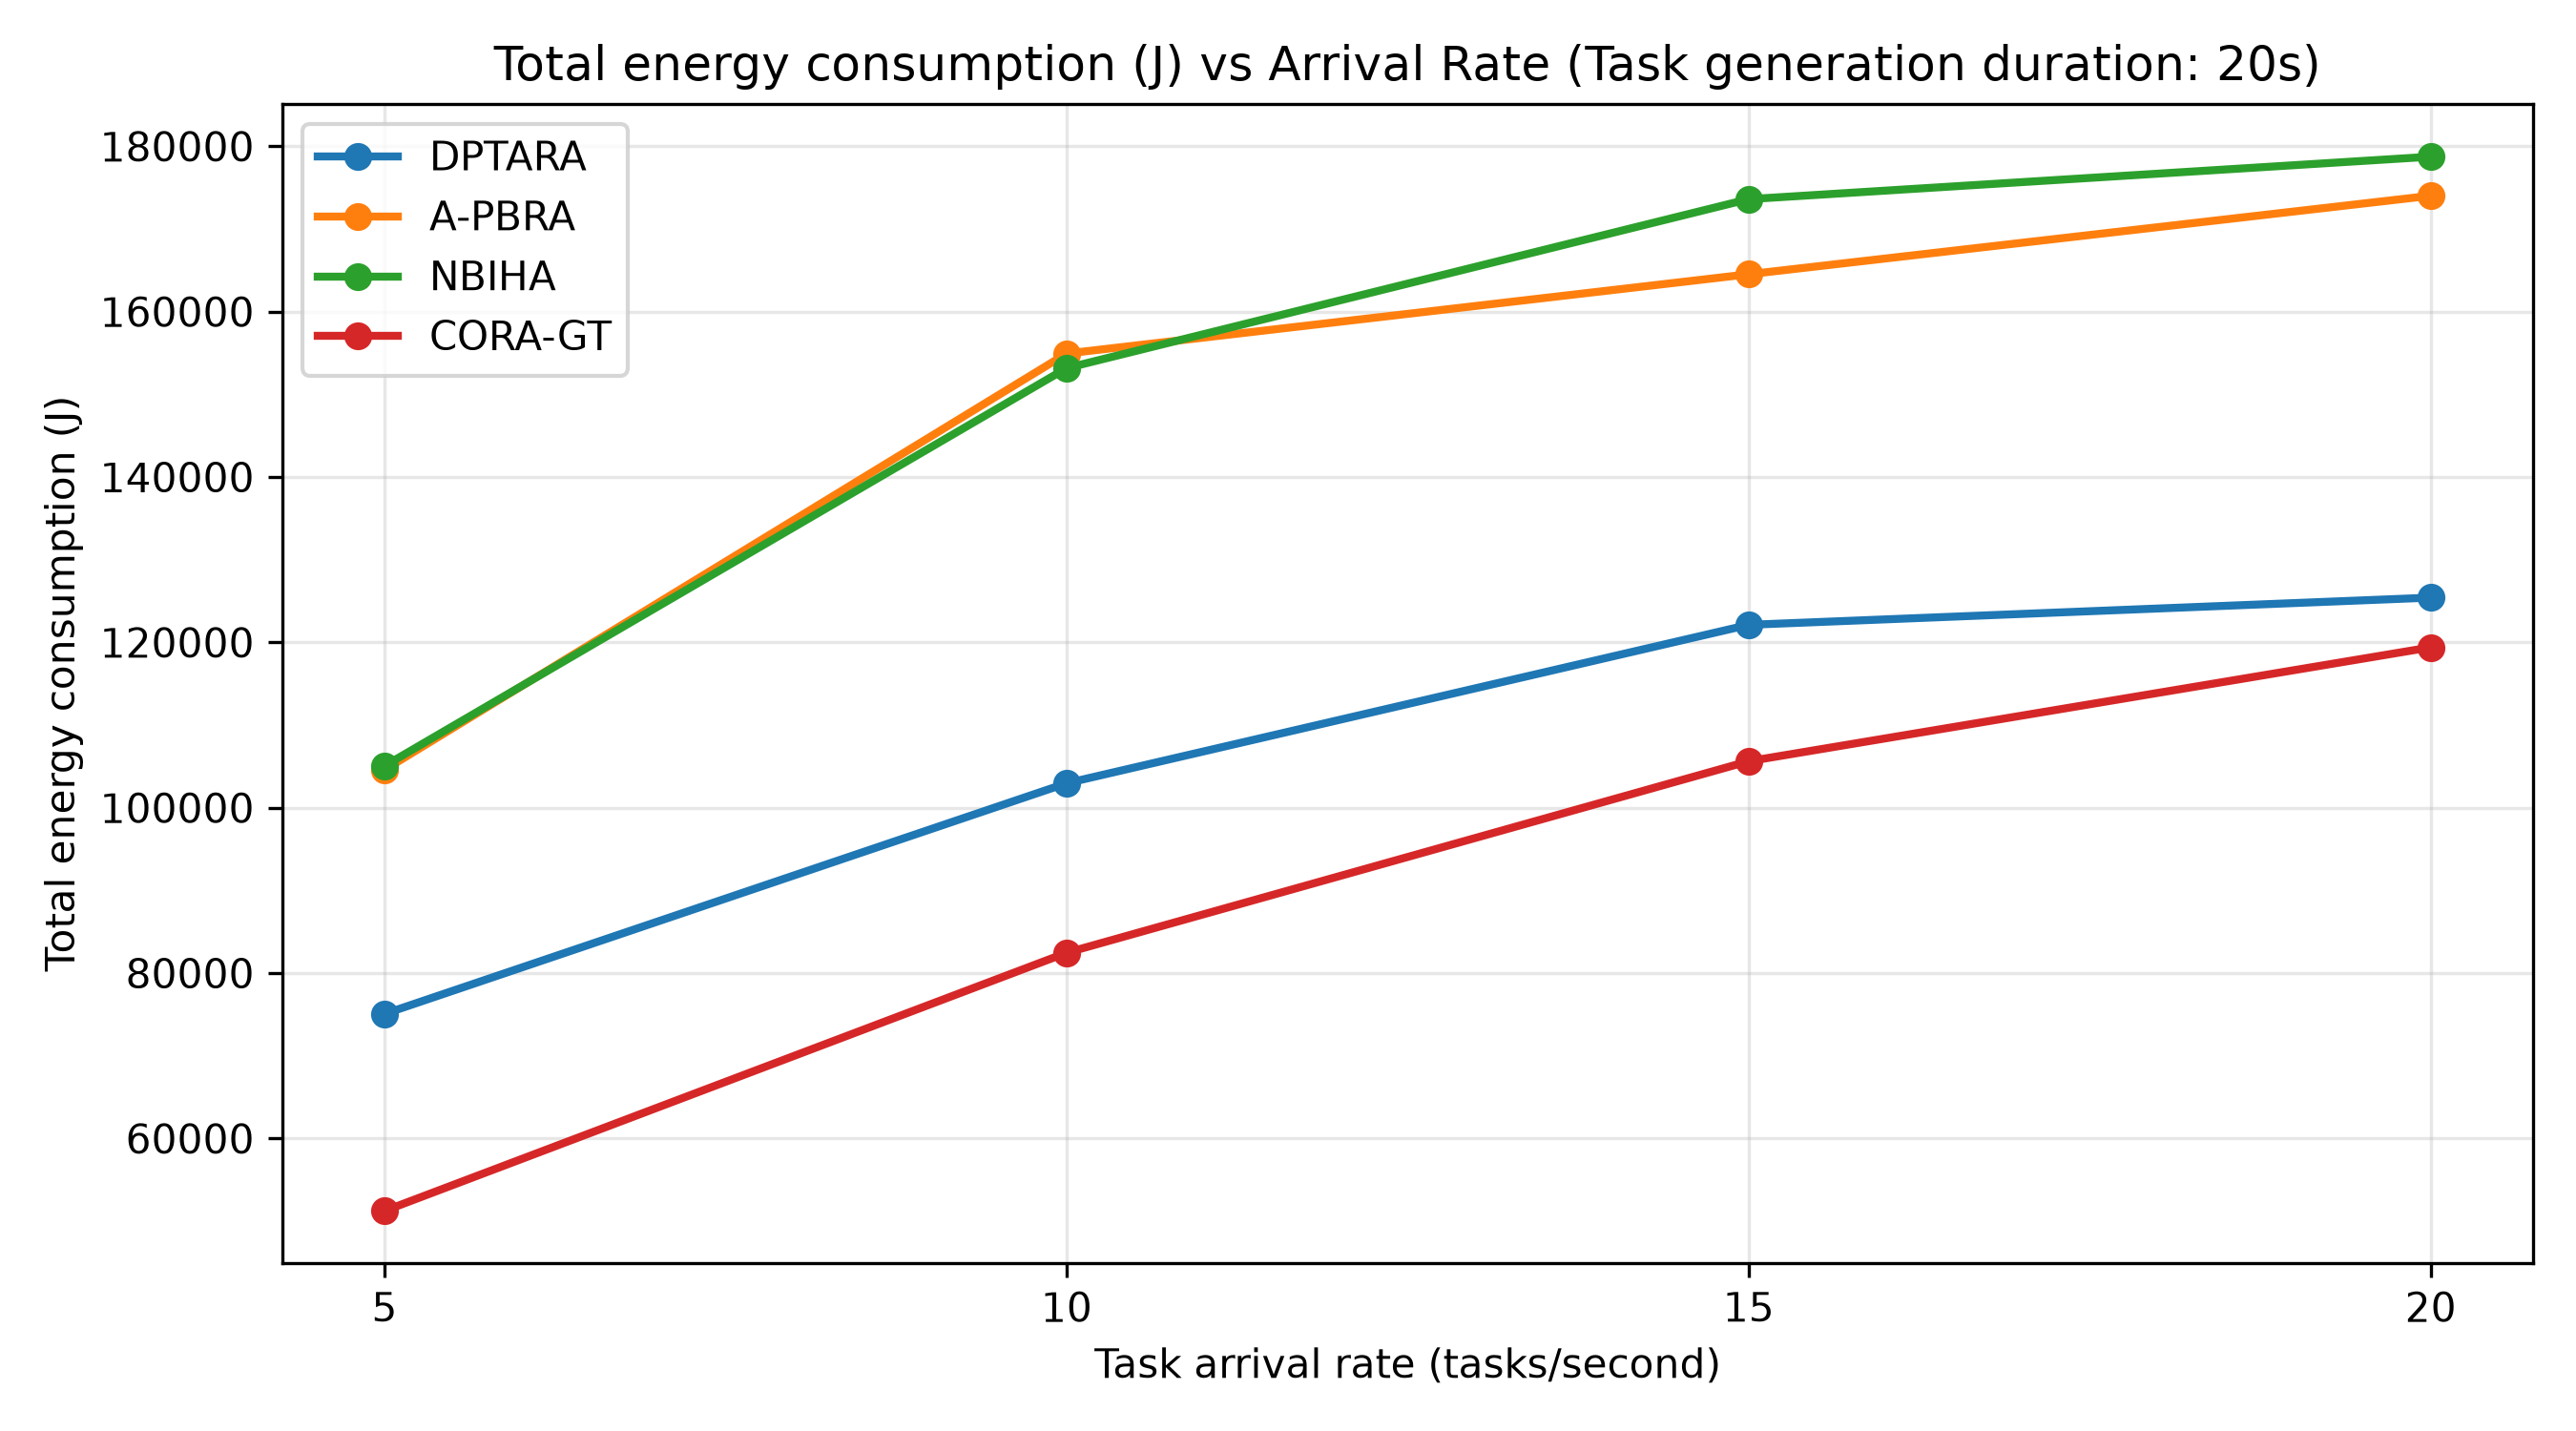 Total energy consumption (J) vs Arrival Rate (Task generation duration: 20s)
DPTARA
A-PBRA
NBIHA
CORA-GT
Total energy consumption (J)
180000
160000
140000
120000
100000
80000
60000
5 10 15 20
Task arrival rate (tasks/second)